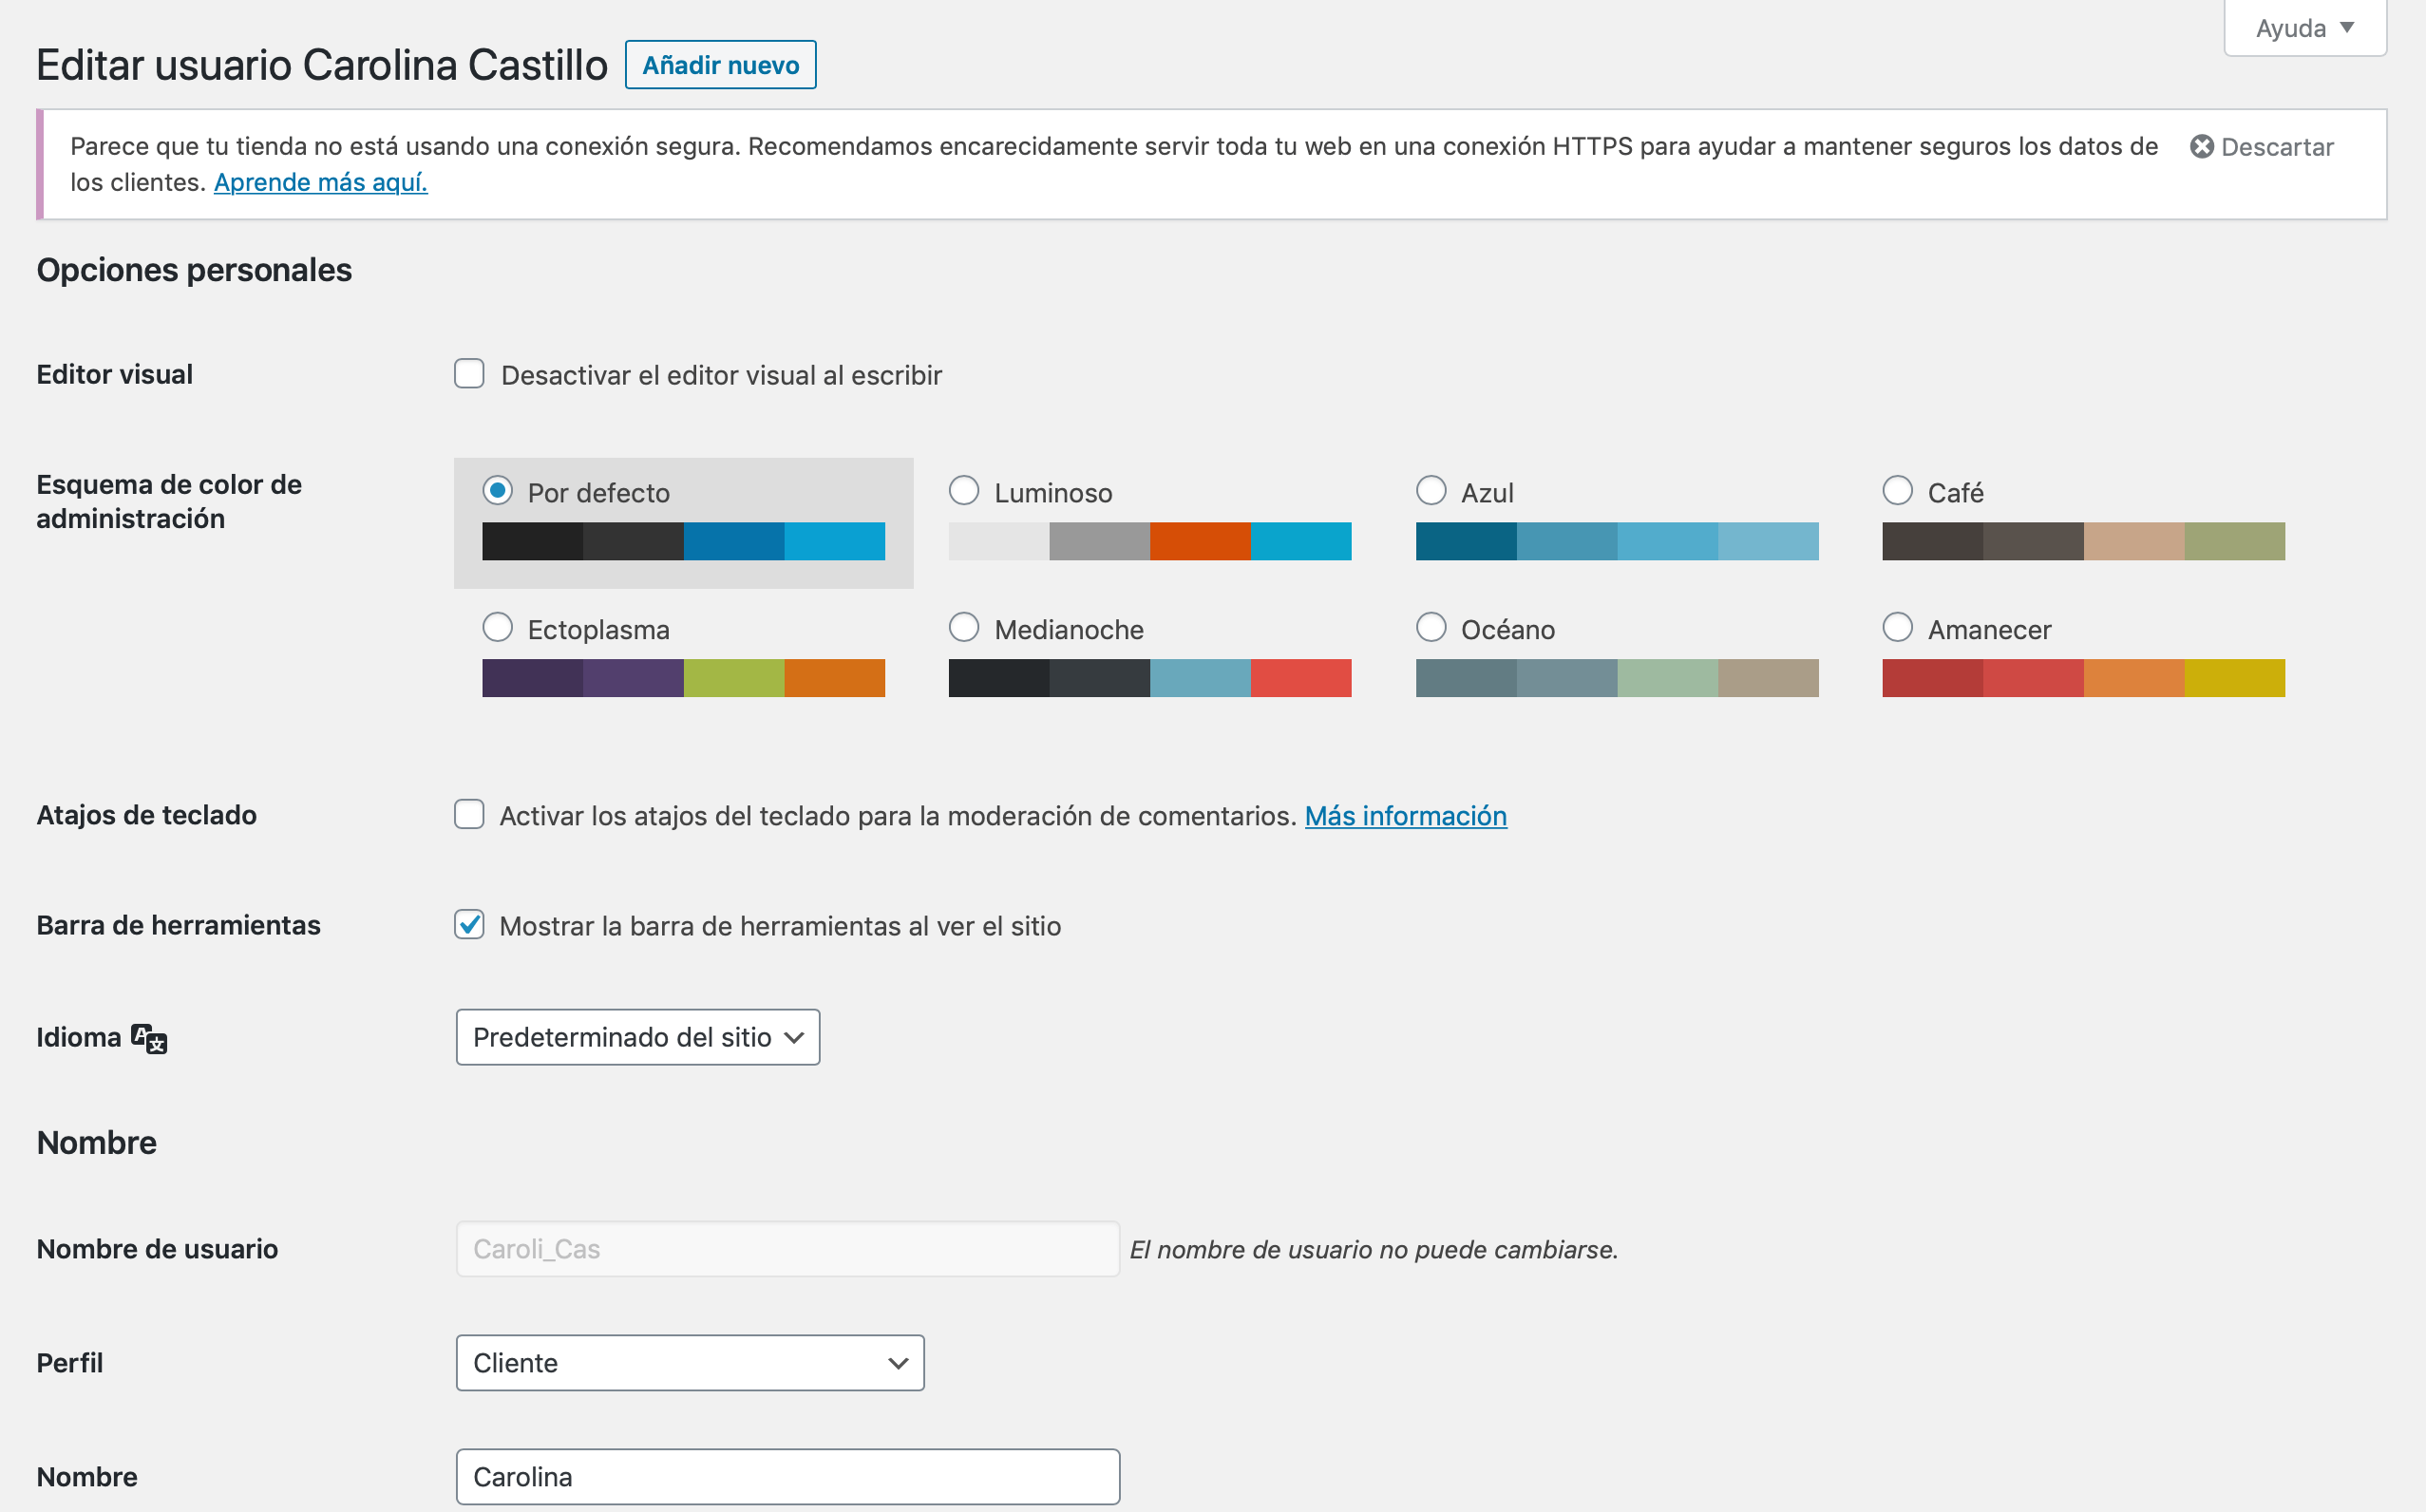 Ayuda
Editar usuario Carolina Castillo Añadir nuevo
Parece que tu tienda no está usando una conexión segura. Recomendamos encarecidamente servir toda tu web en una conexión HTTPS para ayudar a mantener seguros los datos de
los clientes. Aprende más aquí.
Descartar
Opciones personales
Editor visual
Desactivar el editor visual al escribir
Esquema de color de
administración
Por defecto
Luminoso
Azul
Café
Ectoplasma
Medianoche
Océano
Amanecer
Atajos de teclado
Activar los atajos del teclado para la moderación de comentarios. Más información
Barra de herramientas
Mostrar la barra de herramientas al ver el sitio
Idioma
Predeterminado del sitio
Nombre
Nombre de usuario
Caroli_Cas
El nombre de usuario no puede cambiarse.
Perfil
Cliente
Nombre
Carolina